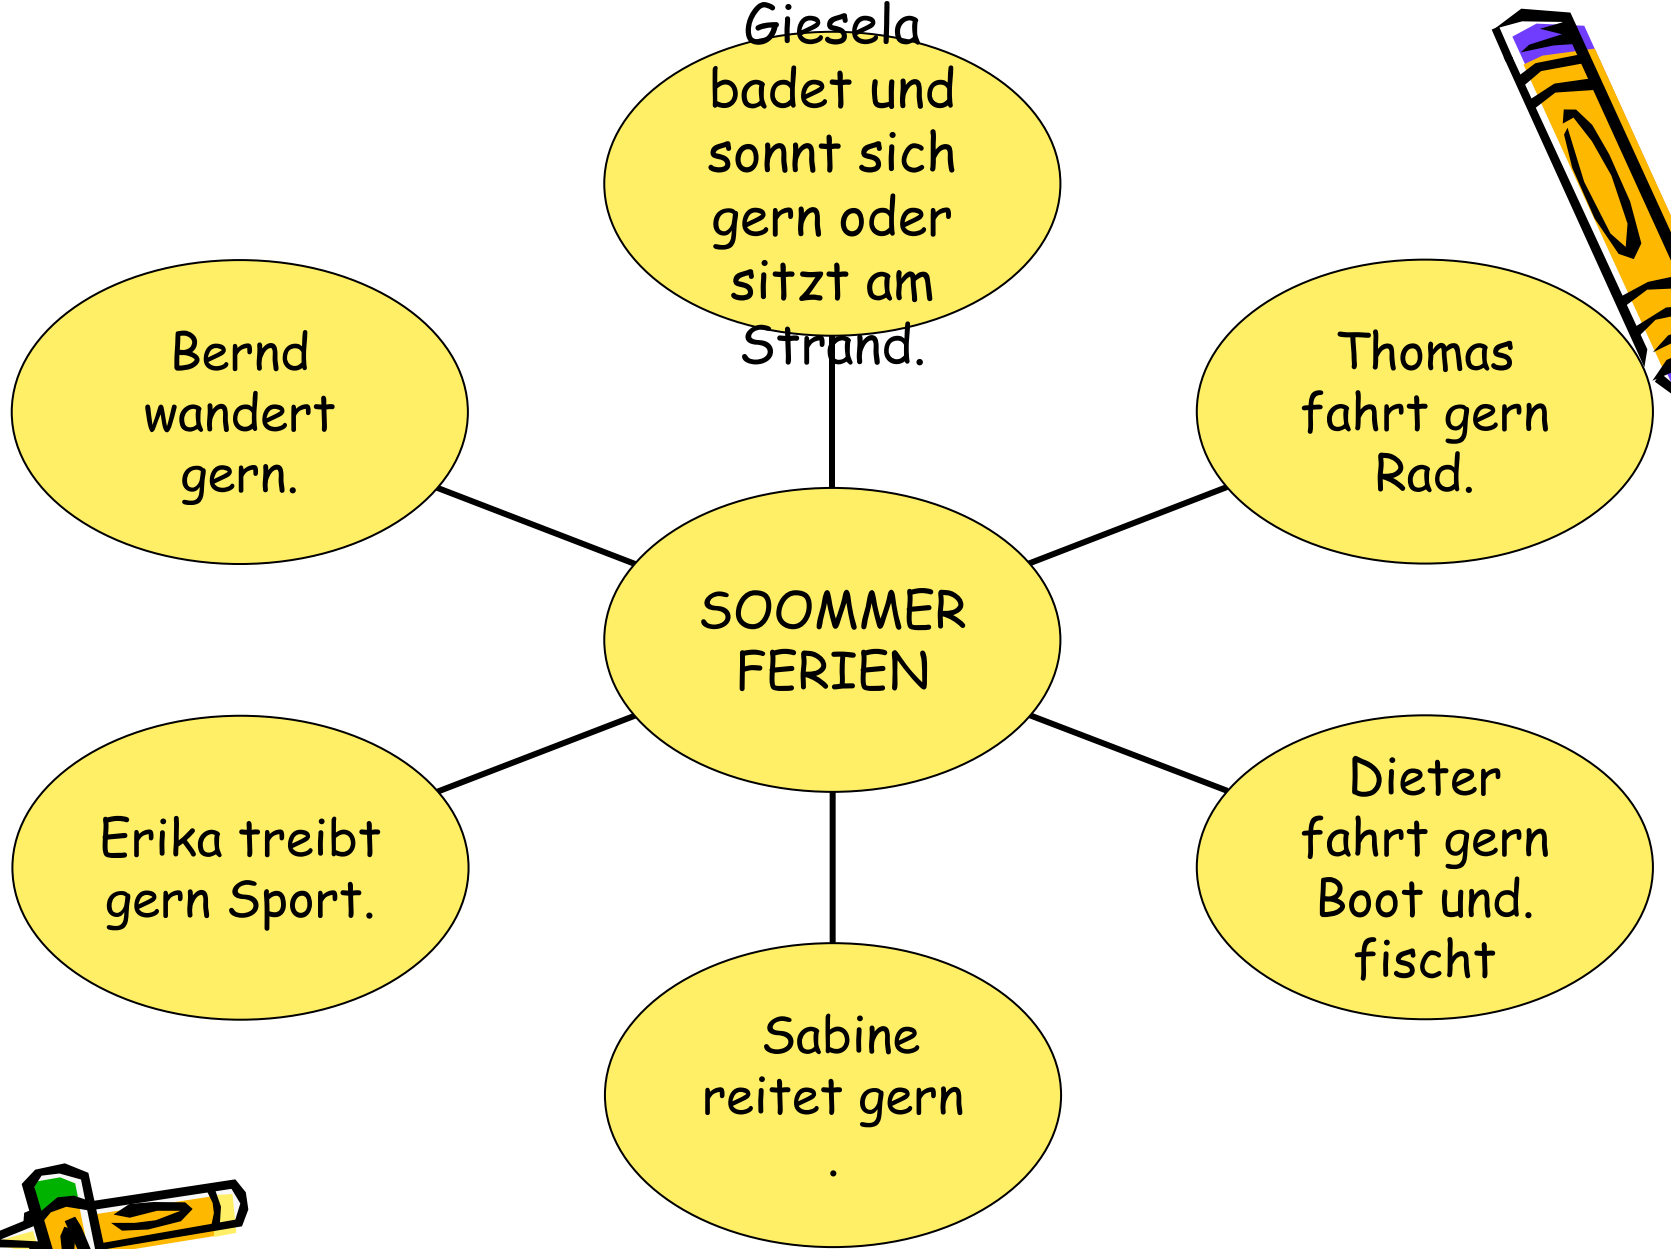 Giesela
badet und
sonnt sich
gern oder
sitzt am
Strand.
Bernd
wandert
gern.
Thomas
fahrt gern
Rad.
SOOMMER
FERIEN
Erika treibt
gern Sport.
Dieter
fahrt gern
Boot und.
fischt
Sabine
reitet gern
.